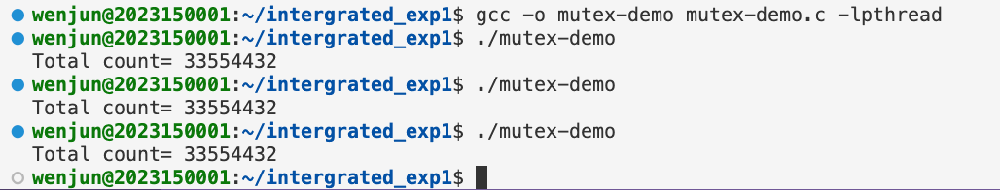 wenjun@2023150001:~/intergrated_exp1$ gcc -o mutex-demo mutex-demo.c -lpthread
wenjun@2023150001:~/intergrated_exp1$ ./mutex-demo
Total count= 33554432
wenjun@2023150001:~/intergrated_exp1$ ./mutex-demo
Total count= 33554432
wenjun@2023150001:~/intergrated_exp1$ ./mutex-demo
Total count= 33554432
wenjun@2023150001:~/intergrated_exp1$